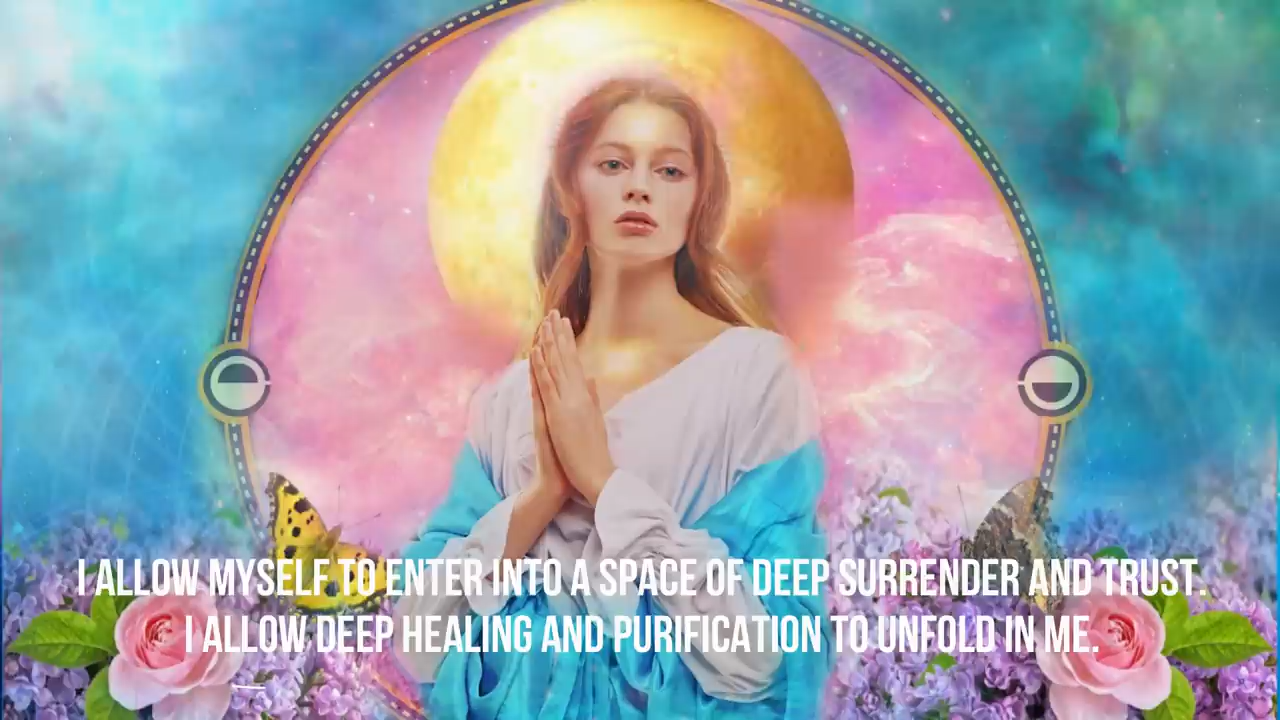 I ALLOW MYSELF TO ENTER INTO A SPACE OF DEEP SURRENDER AND TRUST.
I ALLOW DEEP HEALING AND PURIFICATION TO UNFOLD IN ME.